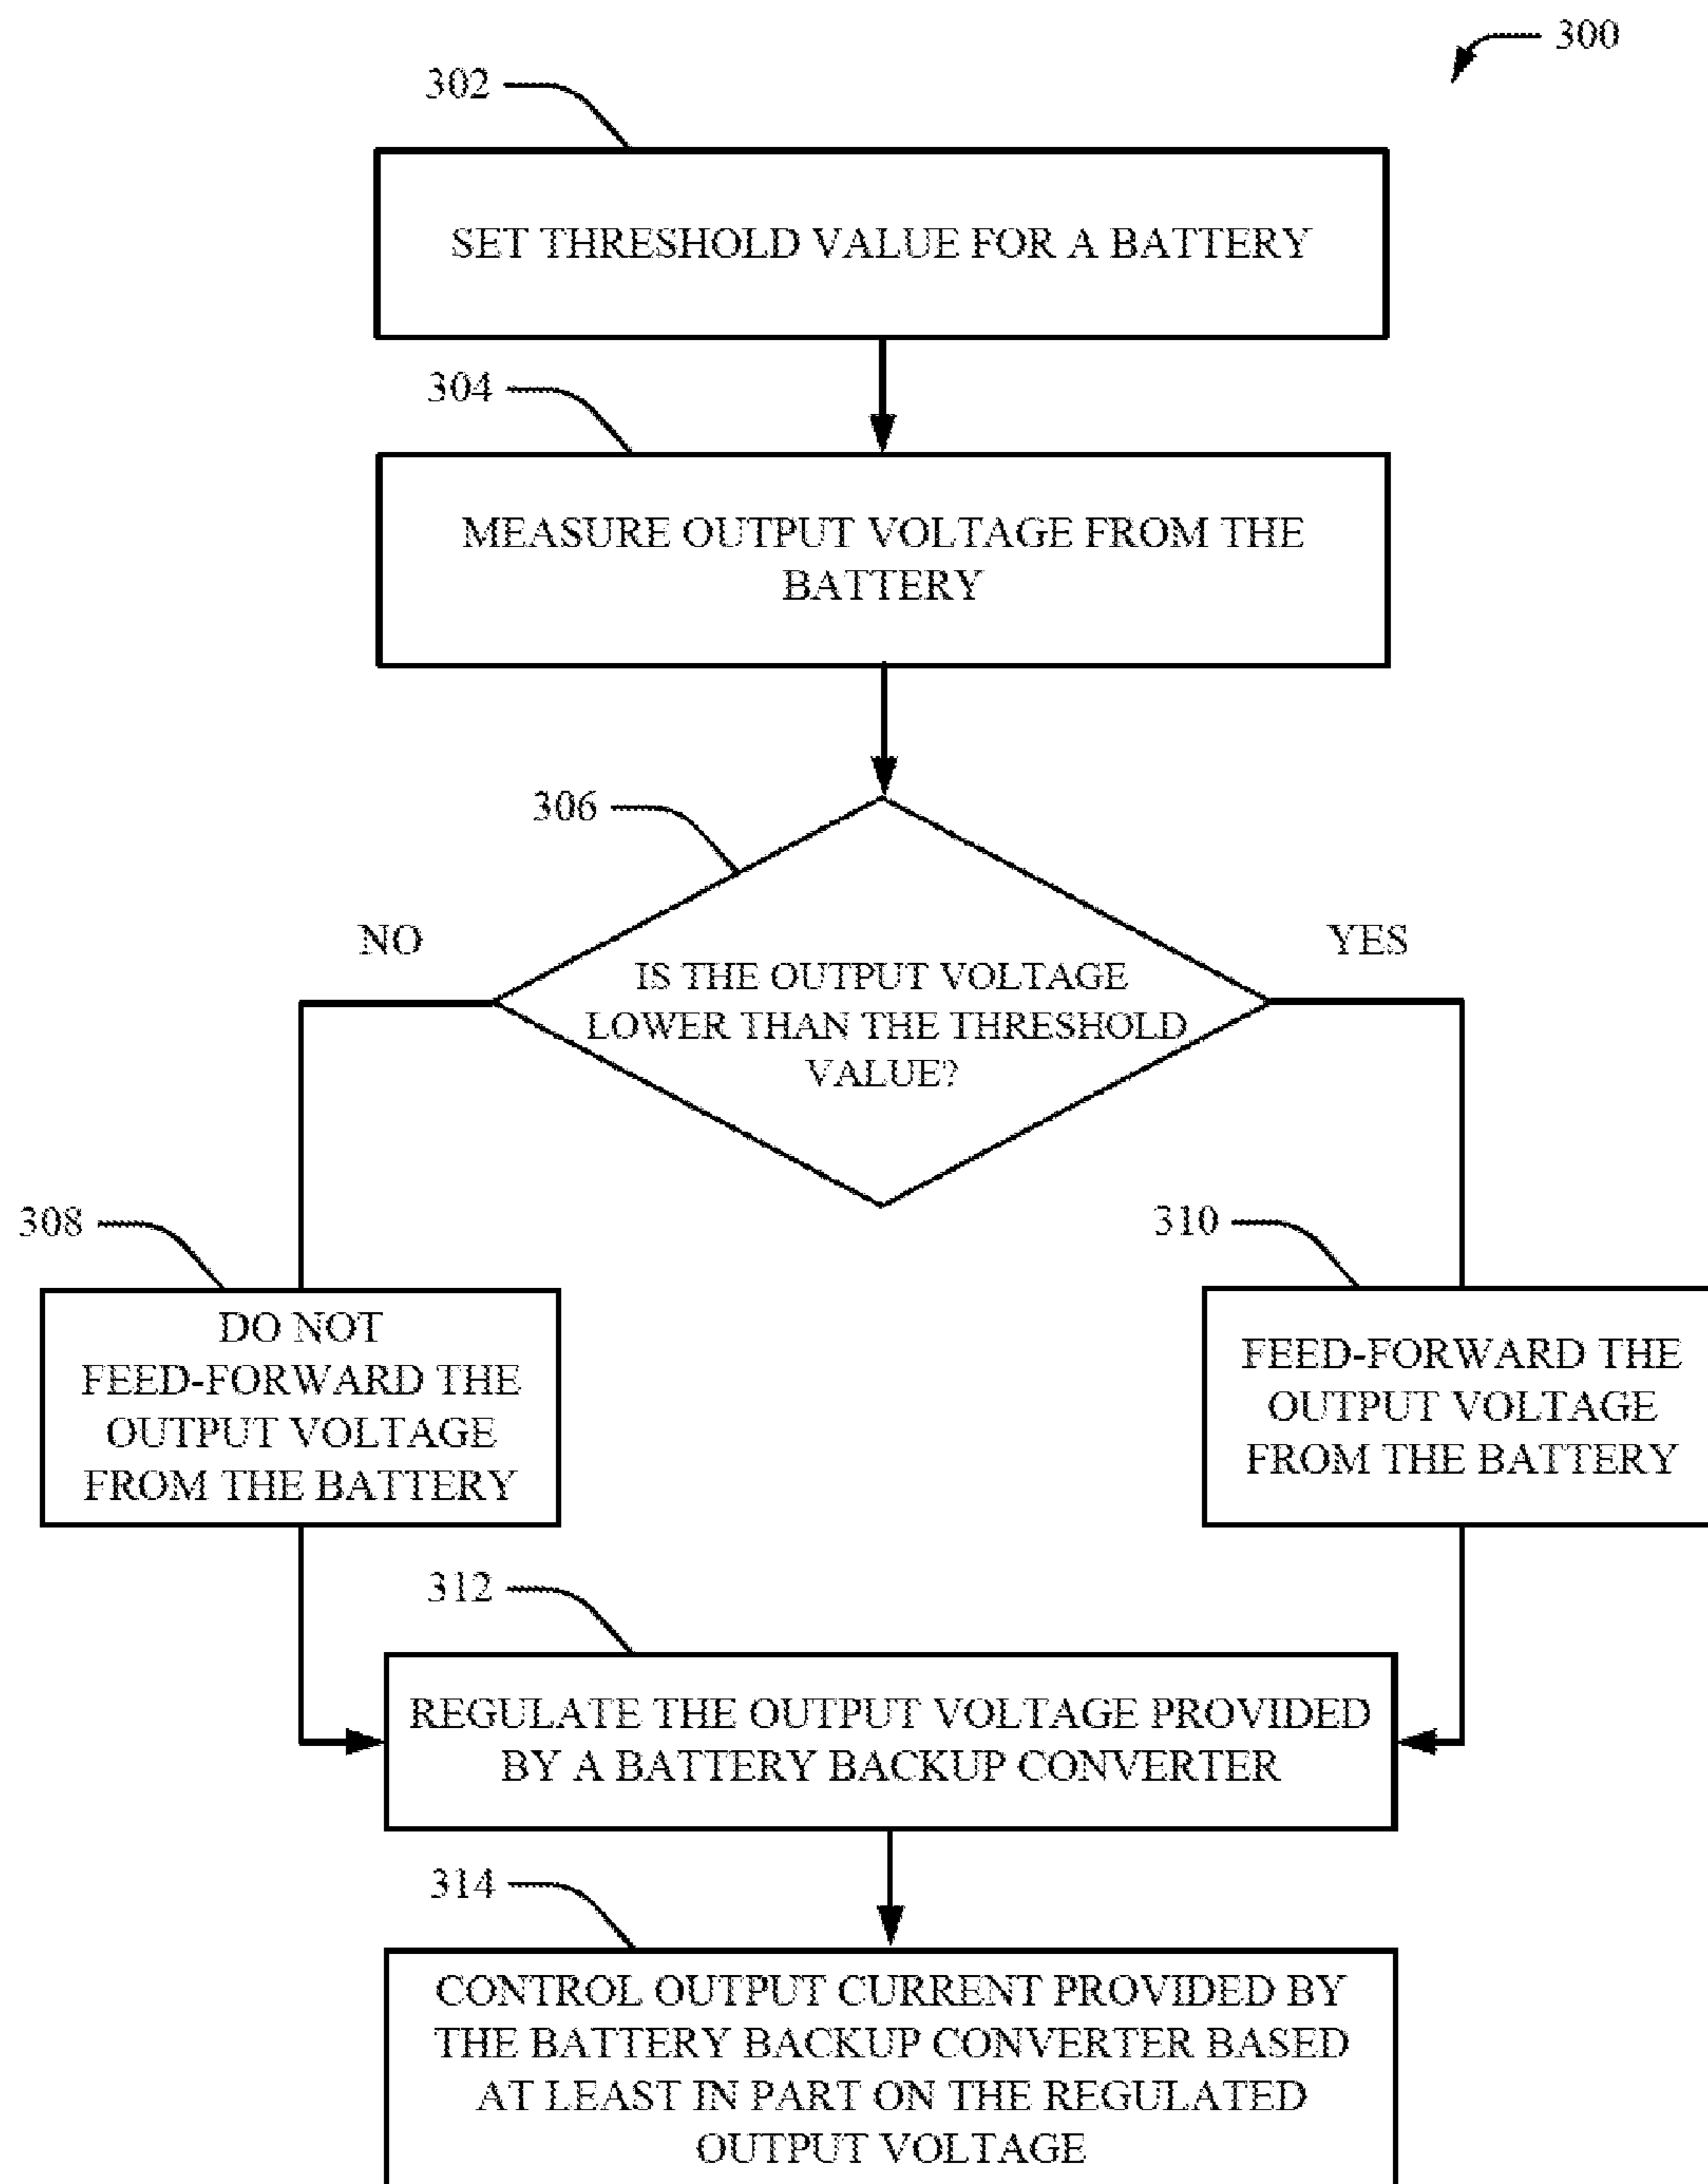 300
302
SET THRESHOLD VALUE FOR A BATTERY
304
MEASURE OUTPUT VOLTAGE FROM THE
BATTERY
306
NO
YES
IS THE OUTPUT VOLTAGE
LOWER THAN THE THRESHOLD
VALUE?
308
DO NOT
FEED-FORWARD THE
OUTPUT VOLTAGE
FROM THE BATTERY
310
FEED-FORWARD THE
OUTPUT VOLTAGE
FROM THE BATTERY
312
REGULATE THE OUTPUT VOLTAGE PROVIDED
BY A BATTERY BACKUP CONVERTER
314
CONTROL OUTPUT CURRENT PROVIDED BY
THE BATTERY BACKUP CONVERTER BASED
AT LEAST IN PART ON THE REGULATED
OUTPUT VOLTAGE